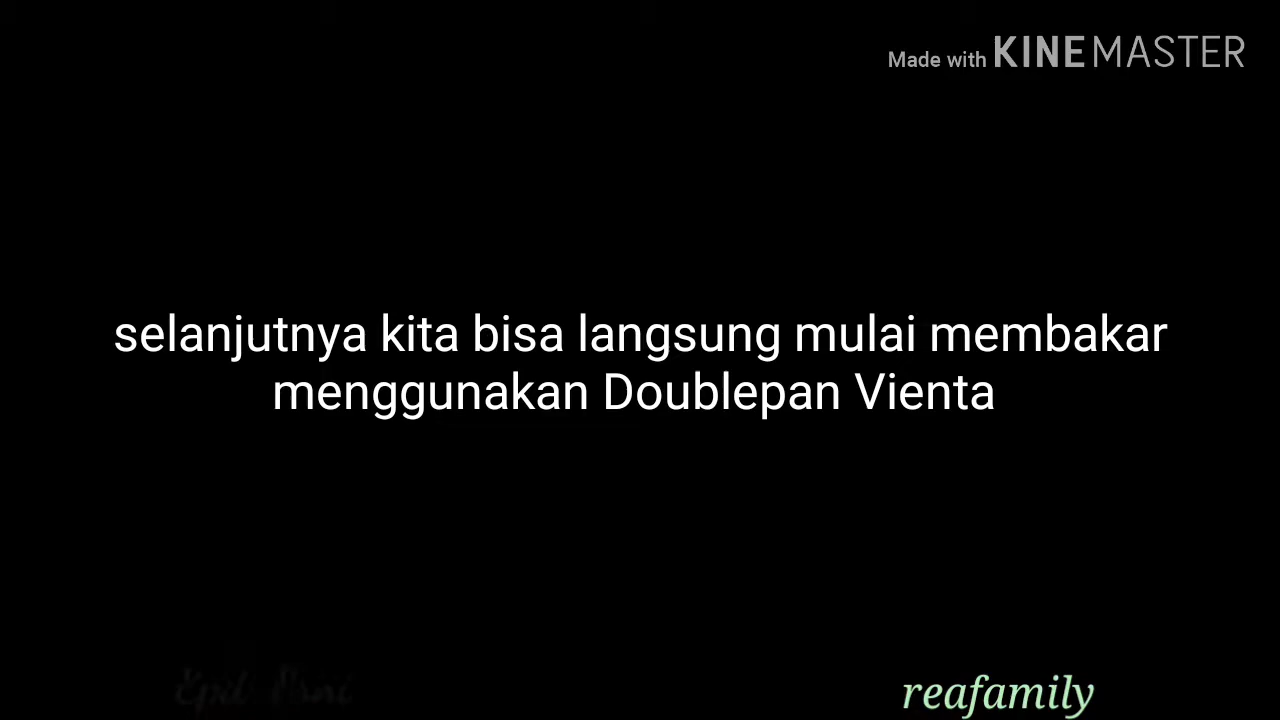 Made with KINEMASTER
selanjutnya kita bisa langsung mulai membakar
menggunakan Doublepan Vienta
reafamily